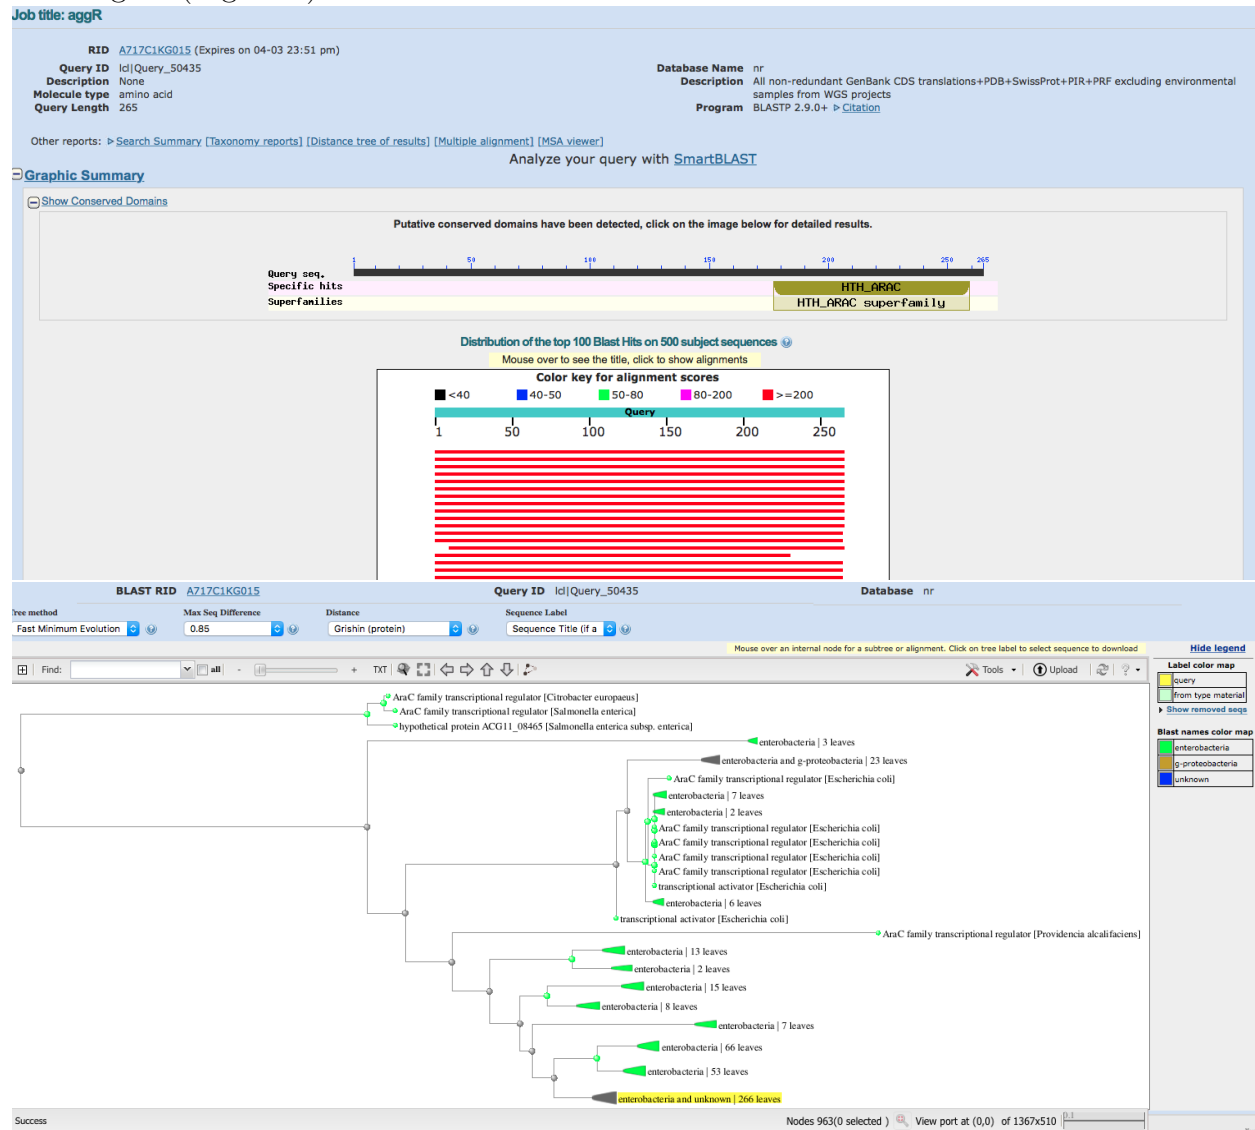 Job title: aggR
RID A717C1KG015 (Expires on 04-03 23:51 pm)
Query ID lcl|Query_50435
Description None
Molecule type amino acid
Query Length 265
Database Name nr
Description All non-redundant GenBank CDS translations+PDB+SwissProt+PIR+PRF excluding environmental
samples from WGS projects
Program BLASTP 2.9.0+ Citation
Other reports: Search Summary [Taxonomy reports] [Distance tree of results] [Multiple alignment] [MSA viewer]
Analyze your query with SmartBLAST
Graphic Summary
Show Conserved Domains
Putative conserved domains have been detected, click on the image below for detailed results.
1 50 100 150 200 250 265
Query seq.
Specific hits HTH_ARAC
Superfamilies HTH_ARAC superfamily
Distribution of the top 100 Blast Hits on 500 subject sequences
Mouse over to see the title, click to show alignments
Color key for alignment scores
<40 40-50 50-80 80-200 >=200
Query
1 50 100 150 200 250
BLAST RID A717C1KG015 Query ID lcl|Query_50435 Database nr
Tree method Max Seq Difference Distance Sequence Label
Fast Minimum Evolution 0.85 Grishin (protein) Sequence Title (if a
Mouse over an internal node for a subtree or alignment. Click on tree label to select sequence to download Hide legend
Find: all - + TXT Tools Upload ?
Label color map
query
from type material
Show removed seqs
Blast names color map
enterobacteria
g-proteobacteria
unknown
AraC family transcriptional regulator [Citrobacter europaeus]
AraC family transcriptional regulator [Salmonella enterica]
hypothetical protein ACG11_08465 [Salmonella enterica subsp. enterica]
enterobacteria | 3 leaves
enterobacteria and g-proteobacteria | 23 leaves
AraC family transcriptional regulator [Escherichia coli]
enterobacteria | 7 leaves
enterobacteria | 2 leaves
AraC family transcriptional regulator [Escherichia coli]
AraC family transcriptional regulator [Escherichia coli]
AraC family transcriptional regulator [Escherichia coli]
AraC family transcriptional regulator [Escherichia coli]
transcriptional activator [Escherichia coli]
enterobacteria | 6 leaves
transcriptional activator [Escherichia coli]
AraC family transcriptional regulator [Providencia alcalifaciens]
enterobacteria | 13 leaves
enterobacteria | 2 leaves
enterobacteria | 15 leaves
enterobacteria | 8 leaves
enterobacteria | 7 leaves
enterobacteria | 66 leaves
enterobacteria | 53 leaves
enterobacteria and unknown | 266 leaves
Success Nodes 963(0 selected ) View port at (0,0) of 1367x510